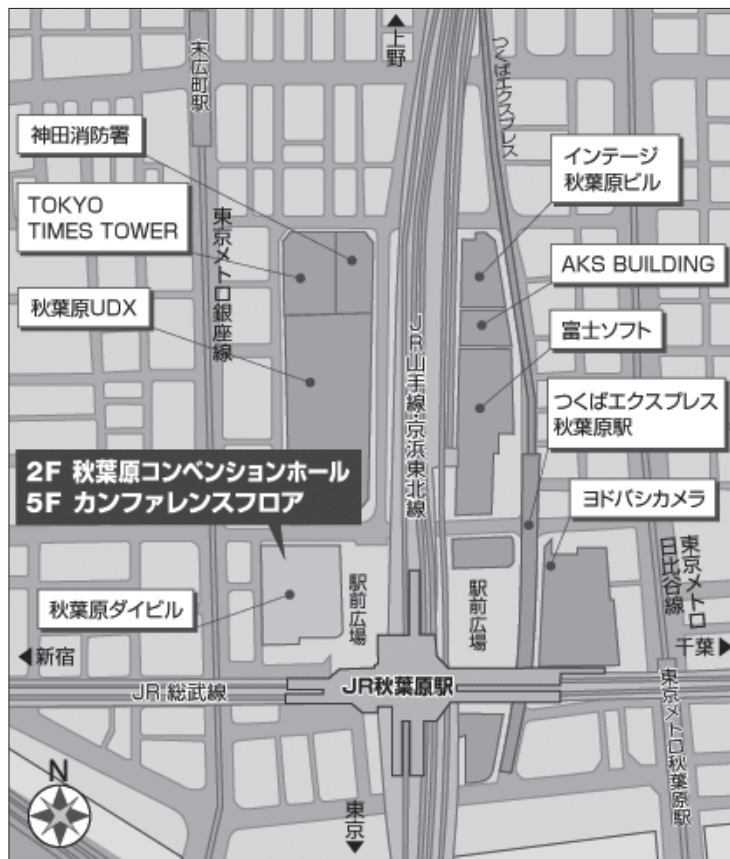 ▲上野
末広町駅
つくばエクスプレス
神田消防署
インテージ
秋葉原ビル
TOKYO
TIMES TOWER
東京メトロ銀座線
AKS BUILDING
秋葉原UDX
JR山手線・京浜東北線
富士ソフト
つくばエクスプレス
秋葉原駅
2F 秋葉原コンベンションホール
5F カンファレンスフロア
ヨドバシカメラ
東京メトロ
日比谷線
駅前広場
駅前広場
秋葉原ダイビル
◀新宿
千葉▶
JR 総武線
JR秋葉原駅
東京メトロ秋葉原駅
N
東京▼